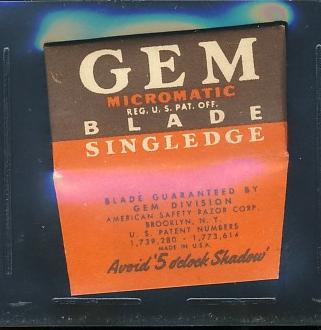 GEM
MICROMATIC
REG. U.S. PAT. OFF.
BLADE
SINGLEDGE
BLADE GUARANTEED BY
GEM DIVISION
AMERICAN SAFETY RAZOR CORP.
BROOKLYN, N.Y.
U.S. PATENT NUMBERS
1,739,280 - 1,773,614
MADE IN U.S.A.
Avoid '5 o'clock Shadow'